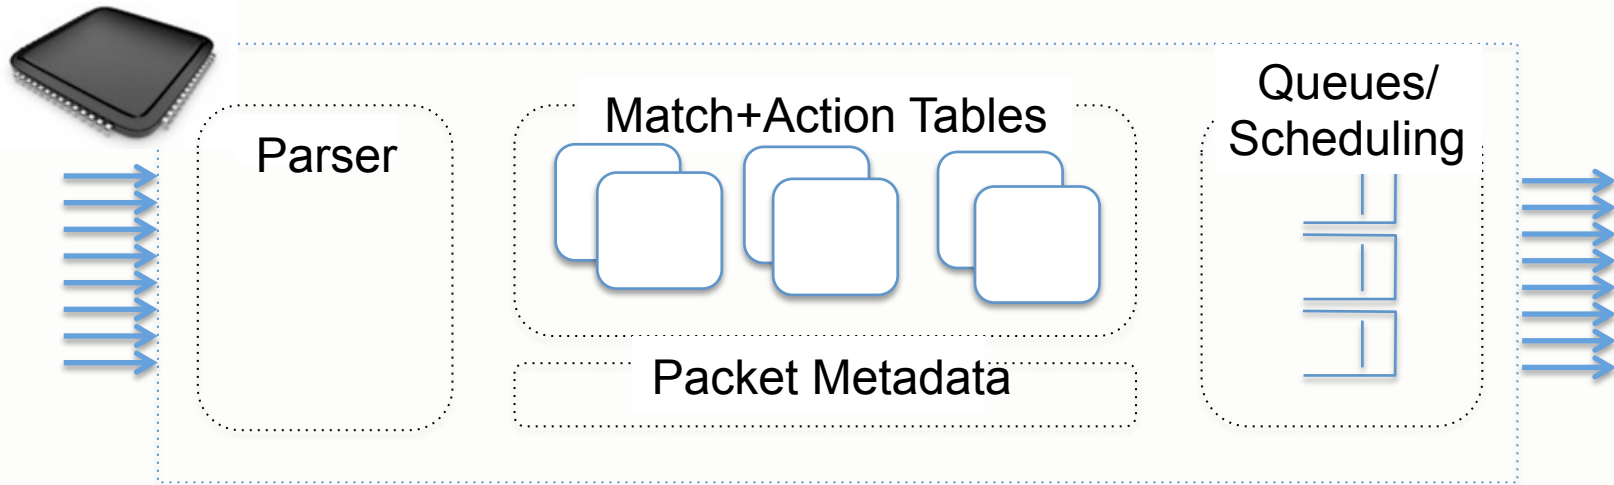 Parser
Match+Action Tables
Packet Metadata
Queues/
Scheduling